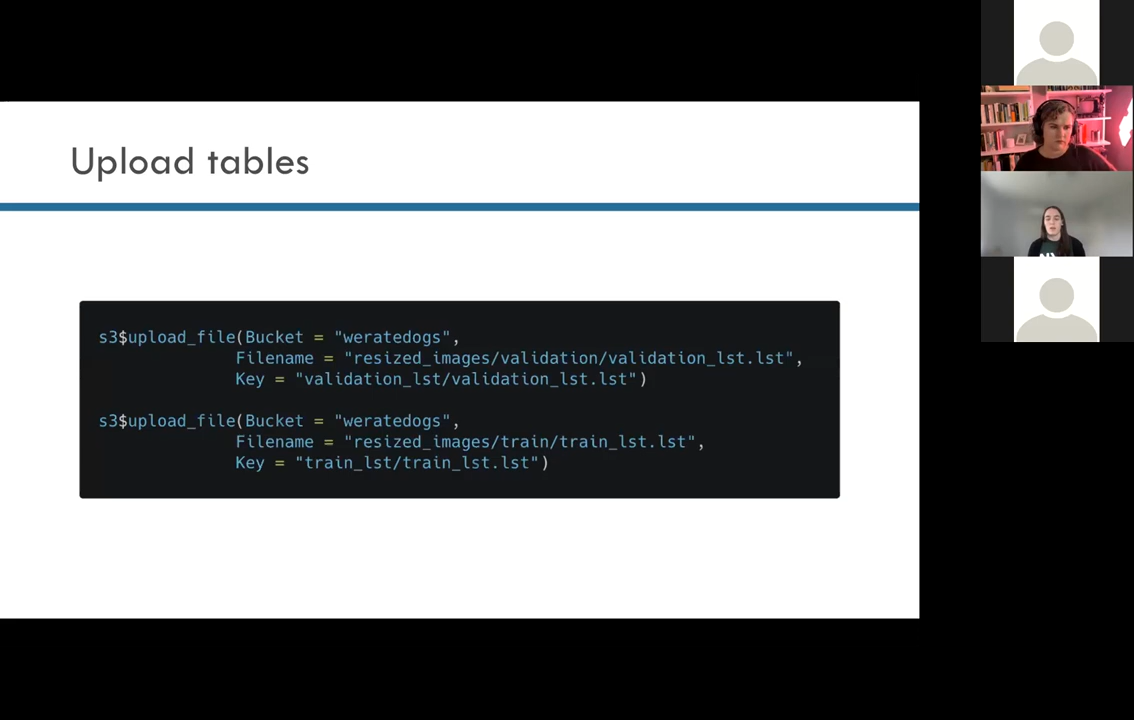 Upload tables
s3$upload_file(Bucket = "weratedogs",
Filename = "resized_images/validation/validation_lst.lst",
Key = "validation_lst/validation_lst.lst")
s3$upload_file(Bucket = "weratedogs",
Filename = "resized_images/train/train_lst.lst",
Key = "train_lst/train_lst.lst")